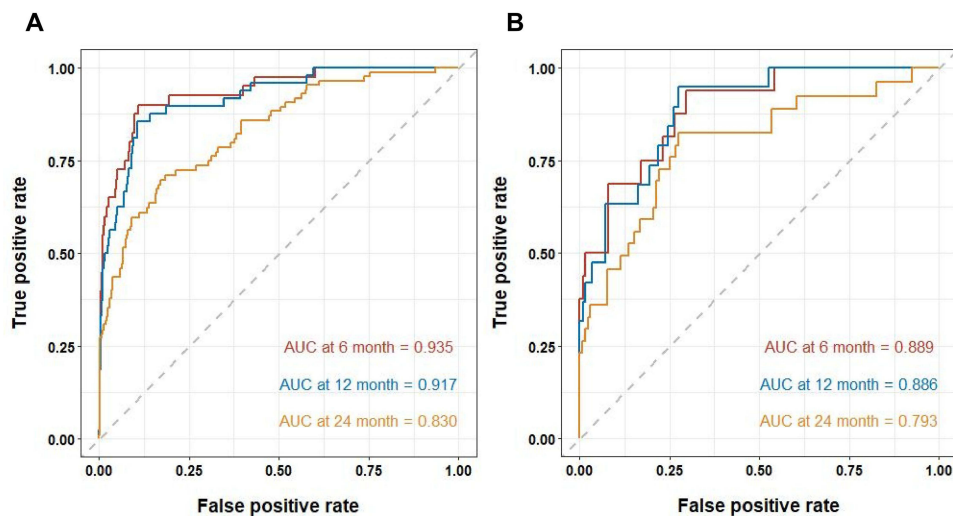 A
B
True positive rate
1.00
0.75
0.50
0.25
0.00
AUC at 6 month = 0.935
AUC at 12 month = 0.917
AUC at 24 month = 0.830
0.00 0.25 0.50 0.75 1.00
False positive rate
True positive rate
1.00
0.75
0.50
0.25
0.00
AUC at 6 month = 0.889
AUC at 12 month = 0.886
AUC at 24 month = 0.793
0.00 0.25 0.50 0.75 1.00
False positive rate